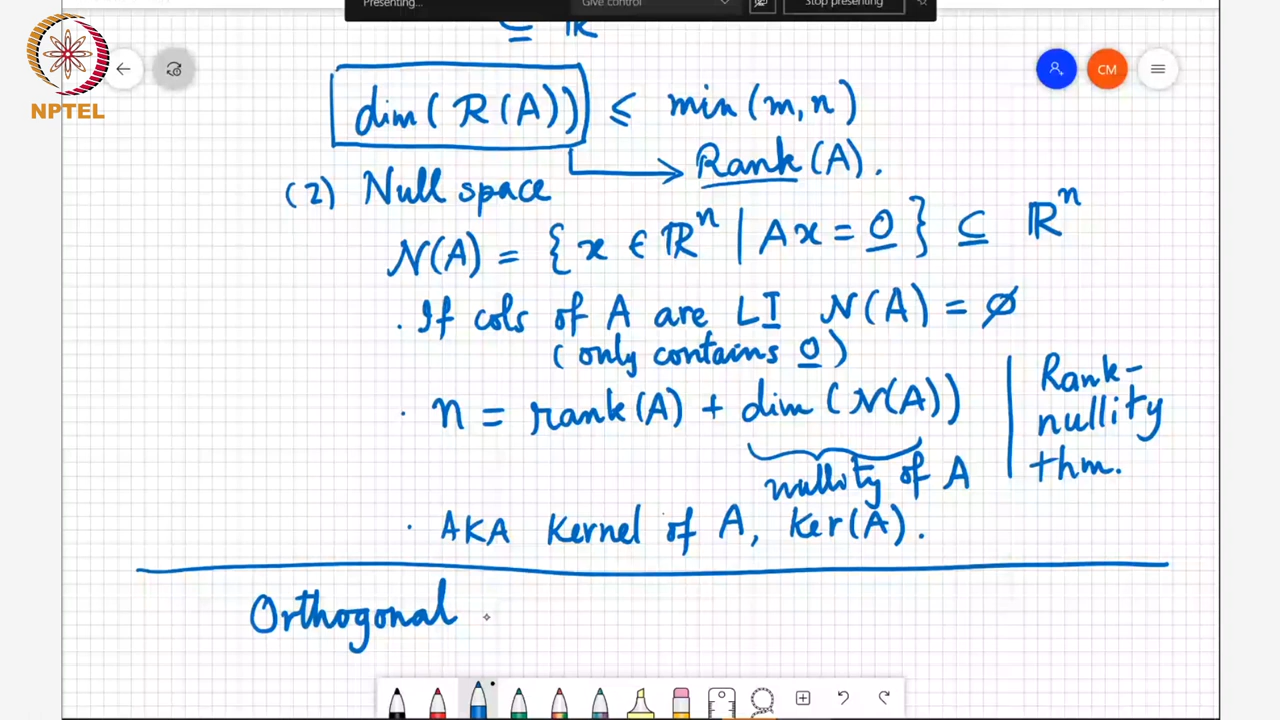 Presenting...
Give control
Stop presenting
⊆ ℝ
NPTEL
CM
dim(R(A)) ≤ min(m,n)
→ Rank(A).
(2) Null space
N(A) = {x ∈ ℝⁿ | Ax = 0} ⊆ ℝⁿ
· If cols of A are LI N(A) = ∅
(only contains 0)
· n = rank(A) + dim(N(A))
nullity of A
Rank-
nullity
thm.
· AKA Kernel of A, Ker(A).
Orthogonal